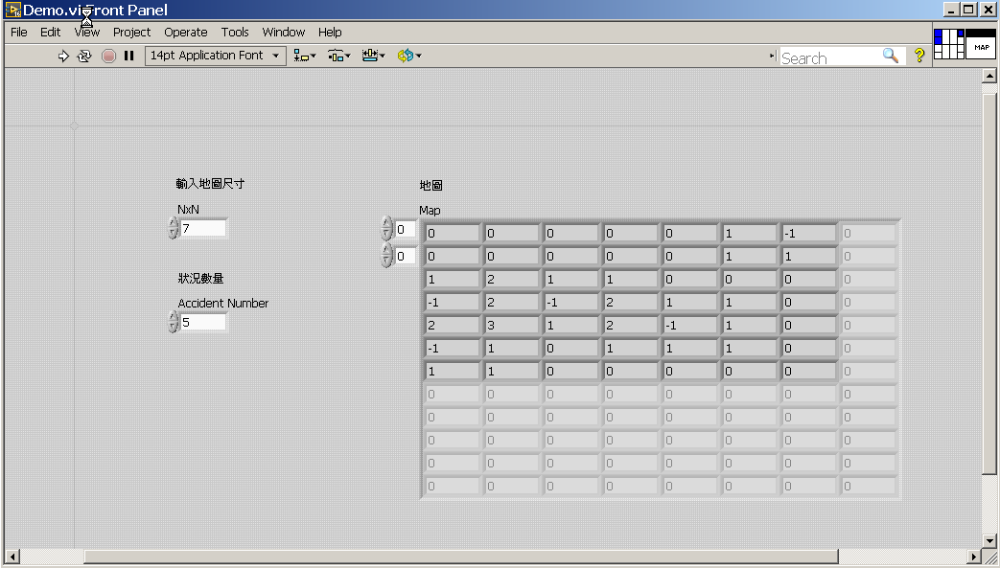 Demo.vi Front Panel
File Edit View Project Operate Tools Window Help
14pt Application Font
Search
?
MAP
輸入地圖尺寸
NxN
7
狀況數量
Accident Number
5
地圖
Map
0
0
0 0 0 0 0 1 -1 0
0 0 0 0 0 1 1 0
1 2 1 1 0 0 0 0
-1 2 -1 2 1 1 0 0
2 3 1 2 -1 1 0 0
-1 1 0 1 1 1 0 0
1 1 0 0 0 0 0 0
0 0 0 0 0 0 0 0
0 0 0 0 0 0 0 0
0 0 0 0 0 0 0 0
0 0 0 0 0 0 0 0
0 0 0 0 0 0 0 0